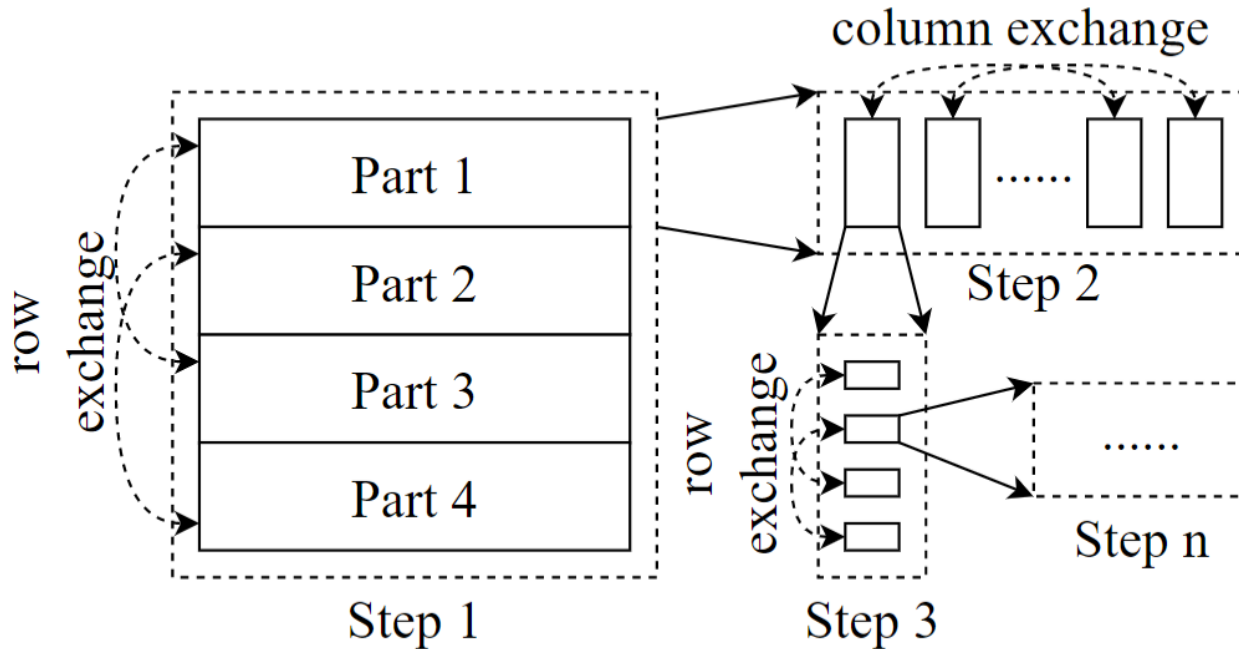 column exchange
row
exchange
Part 1
Part 2
Part 3
Part 4
Step 1
......
Step 2
row
exchange
Step 3
......
Step n